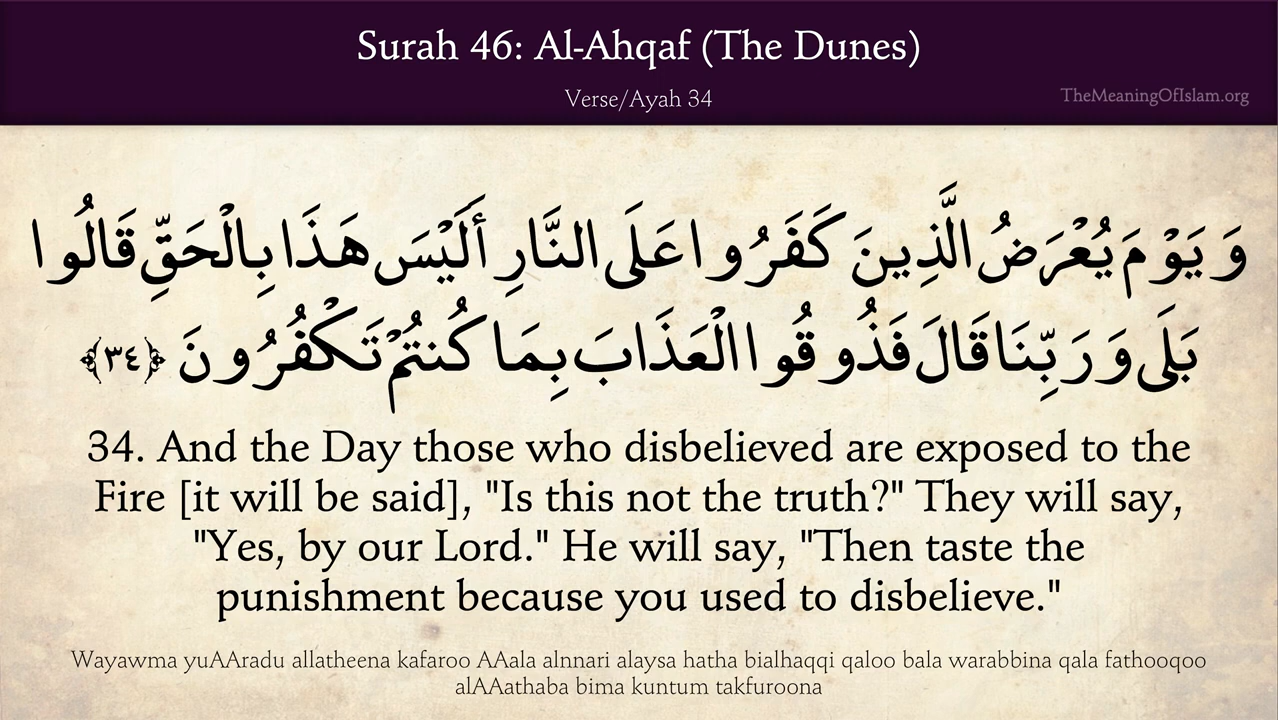 Surah 46: Al-Ahqaf (The Dunes)
Verse/Ayah 34
TheMeaningOfIslam.org
وَيَوْمَ يُعْرَضُ الَّذِينَ كَفَرُوا عَلَى النَّارِ أَلَيْسَ هَذَا بِالْحَقِّ قَالُوا
بَلَى وَرَبِّنَا قَالَ فَذُوقُوا الْعَذَابَ بِمَا كُنتُمْ تَكْفُرُونَ ﴿٣٤﴾
34. And the Day those who disbelieved are exposed to the
Fire [it will be said], "Is this not the truth?" They will say,
"Yes, by our Lord." He will say, "Then taste the
punishment because you used to disbelieve."
Wayawma yuAAradu allatheena kafaroo AAala alnnari alaysa hatha bialhaqqi qaloo bala warabbina qala fathooqoo
alAAathaba bima kuntum takfuroona